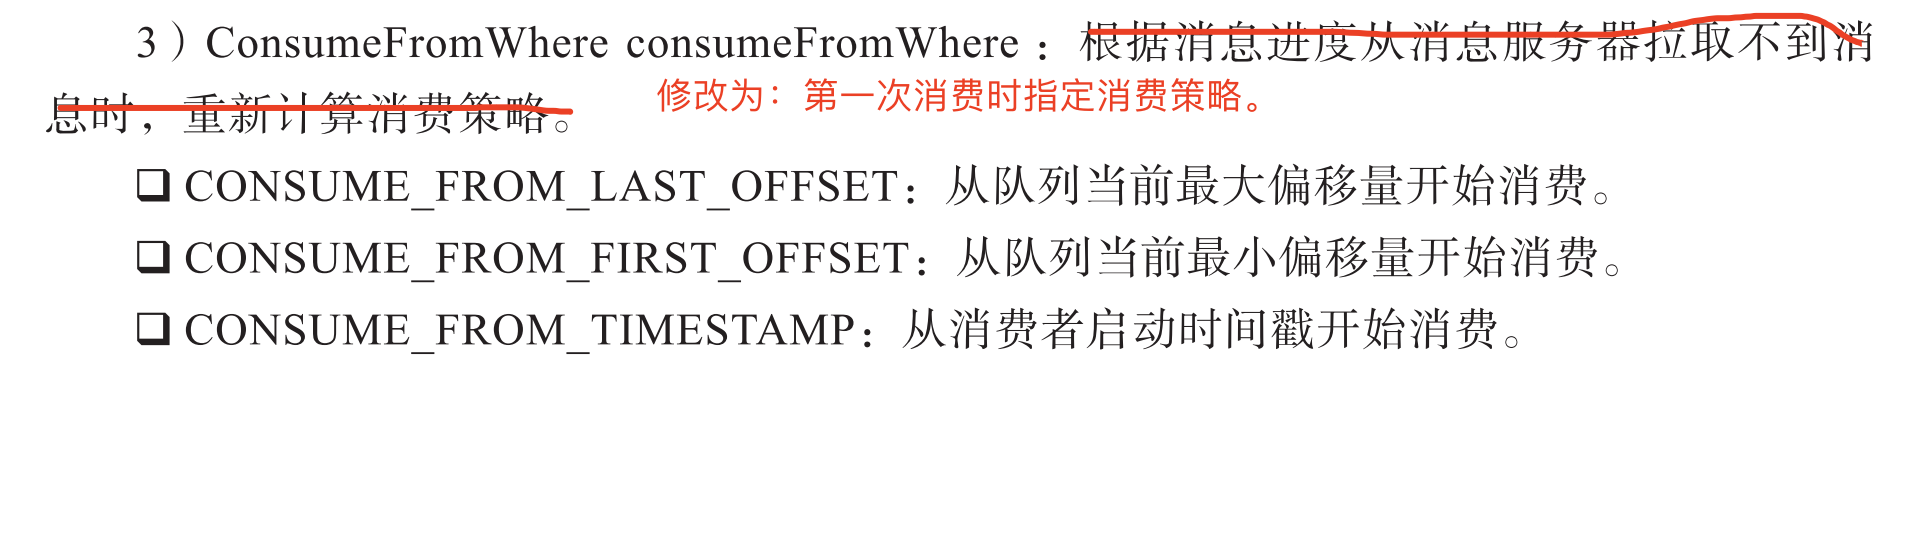 3）ConsumeFromWhere consumeFromWhere：根据消息进度从消息服务器拉取不到消
息时，重新计算消费策略。 修改为：第一次消费时指定消费策略。
❑ CONSUME_FROM_LAST_OFFSET：从队列当前最大偏移量开始消费。
❑ CONSUME_FROM_FIRST_OFFSET：从队列当前最小偏移量开始消费。
❑ CONSUME_FROM_TIMESTAMP：从消费者启动时间戳开始消费。